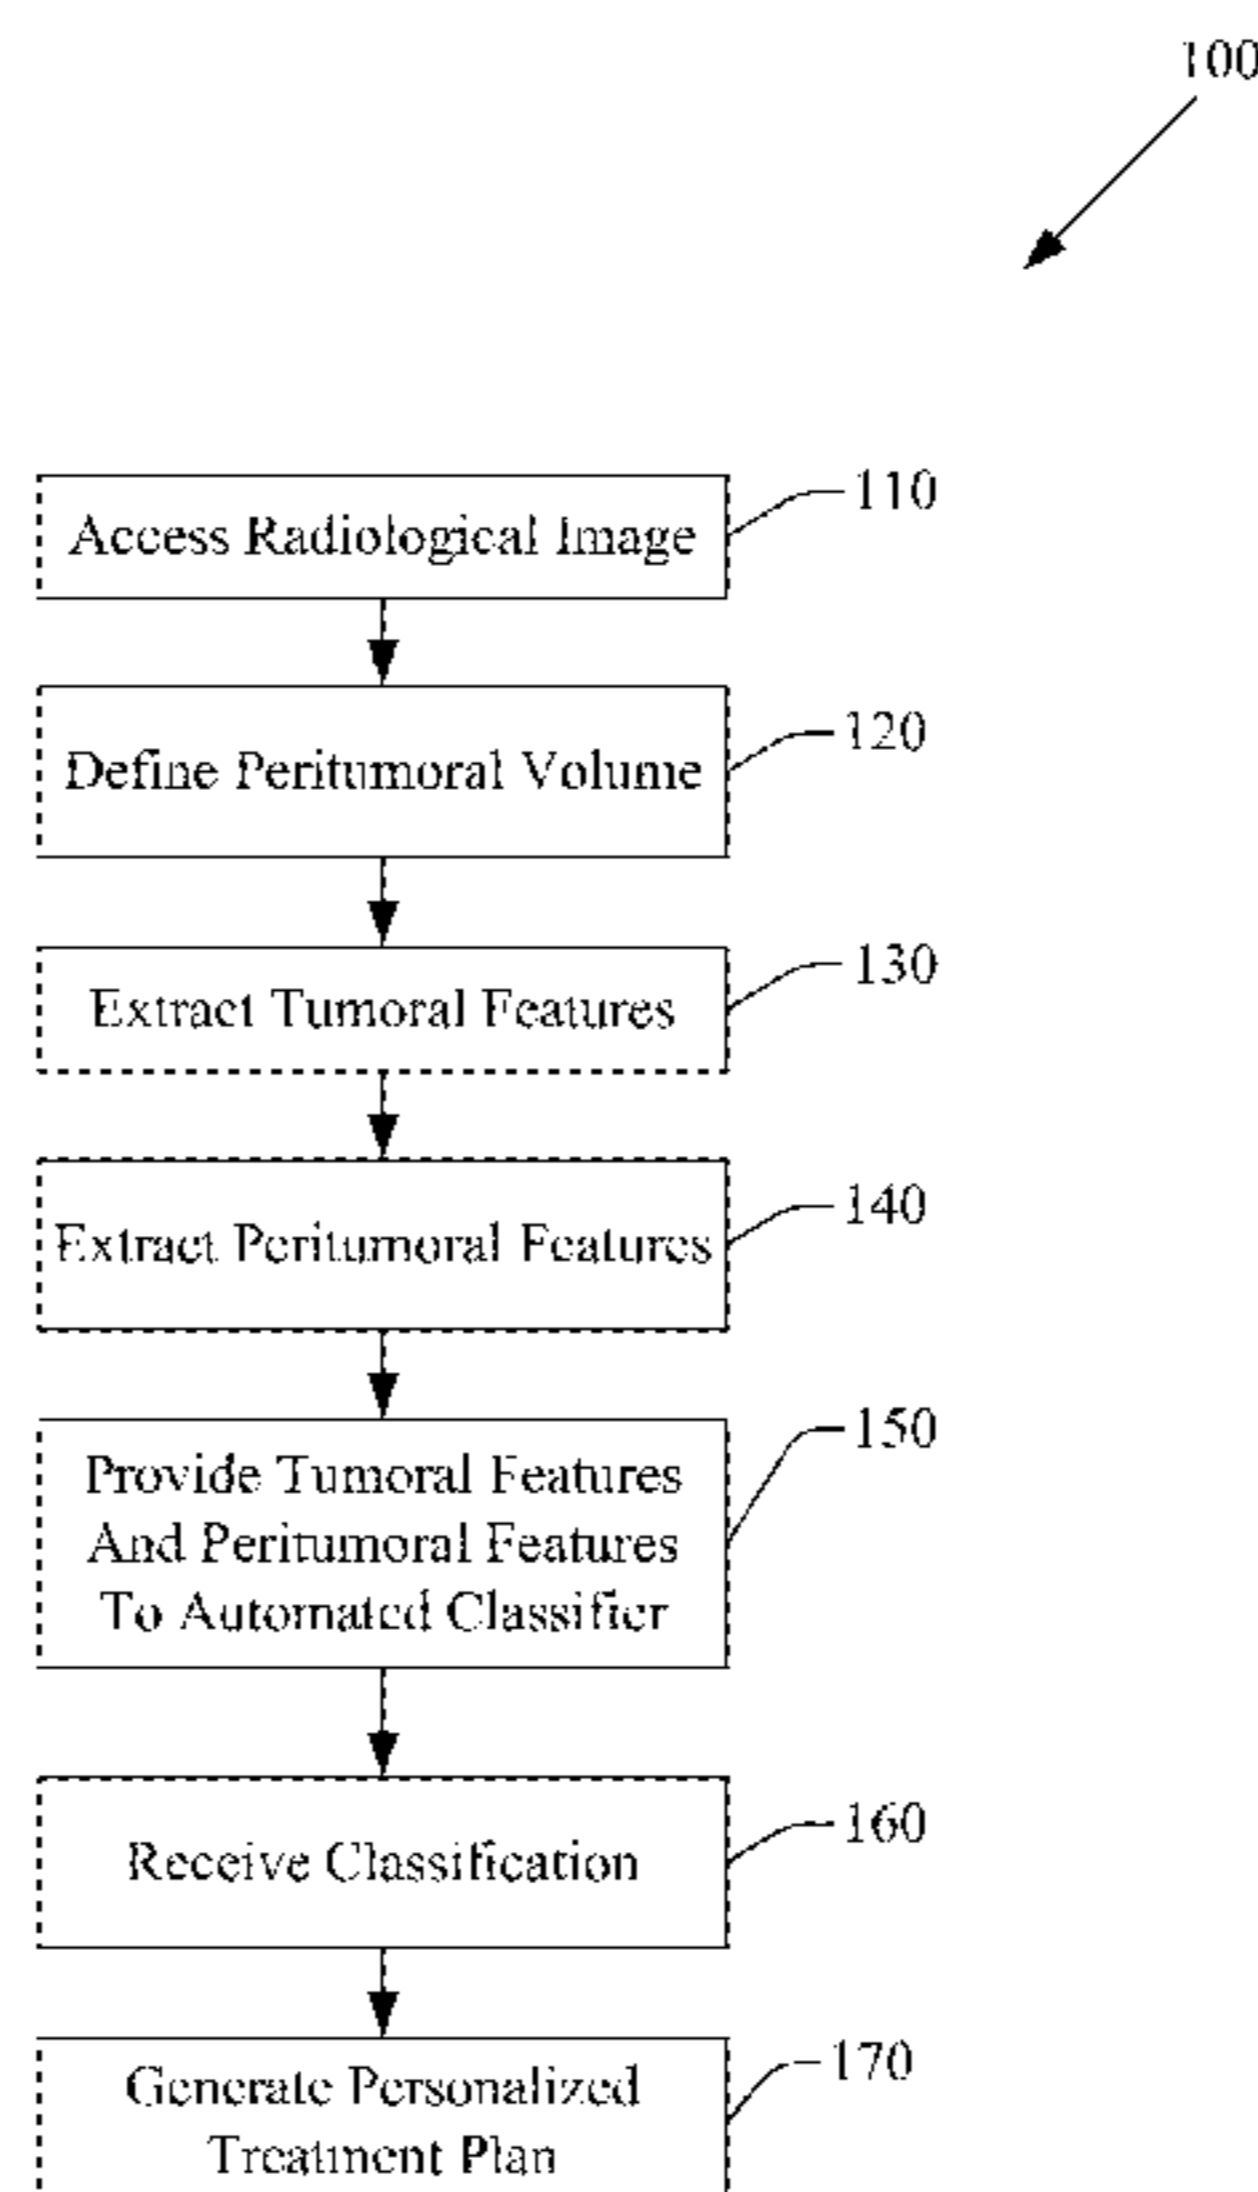 100
Access Radiological Image
110
Define Peritumoral Volume
120
Extract Tumoral Features
130
Extract Peritumoral Features
140
Provide Tumoral Features
And Peritumoral Features
To Automated Classifier
150
Receive Classification
160
Generate Personalized
Treatment Plan
170